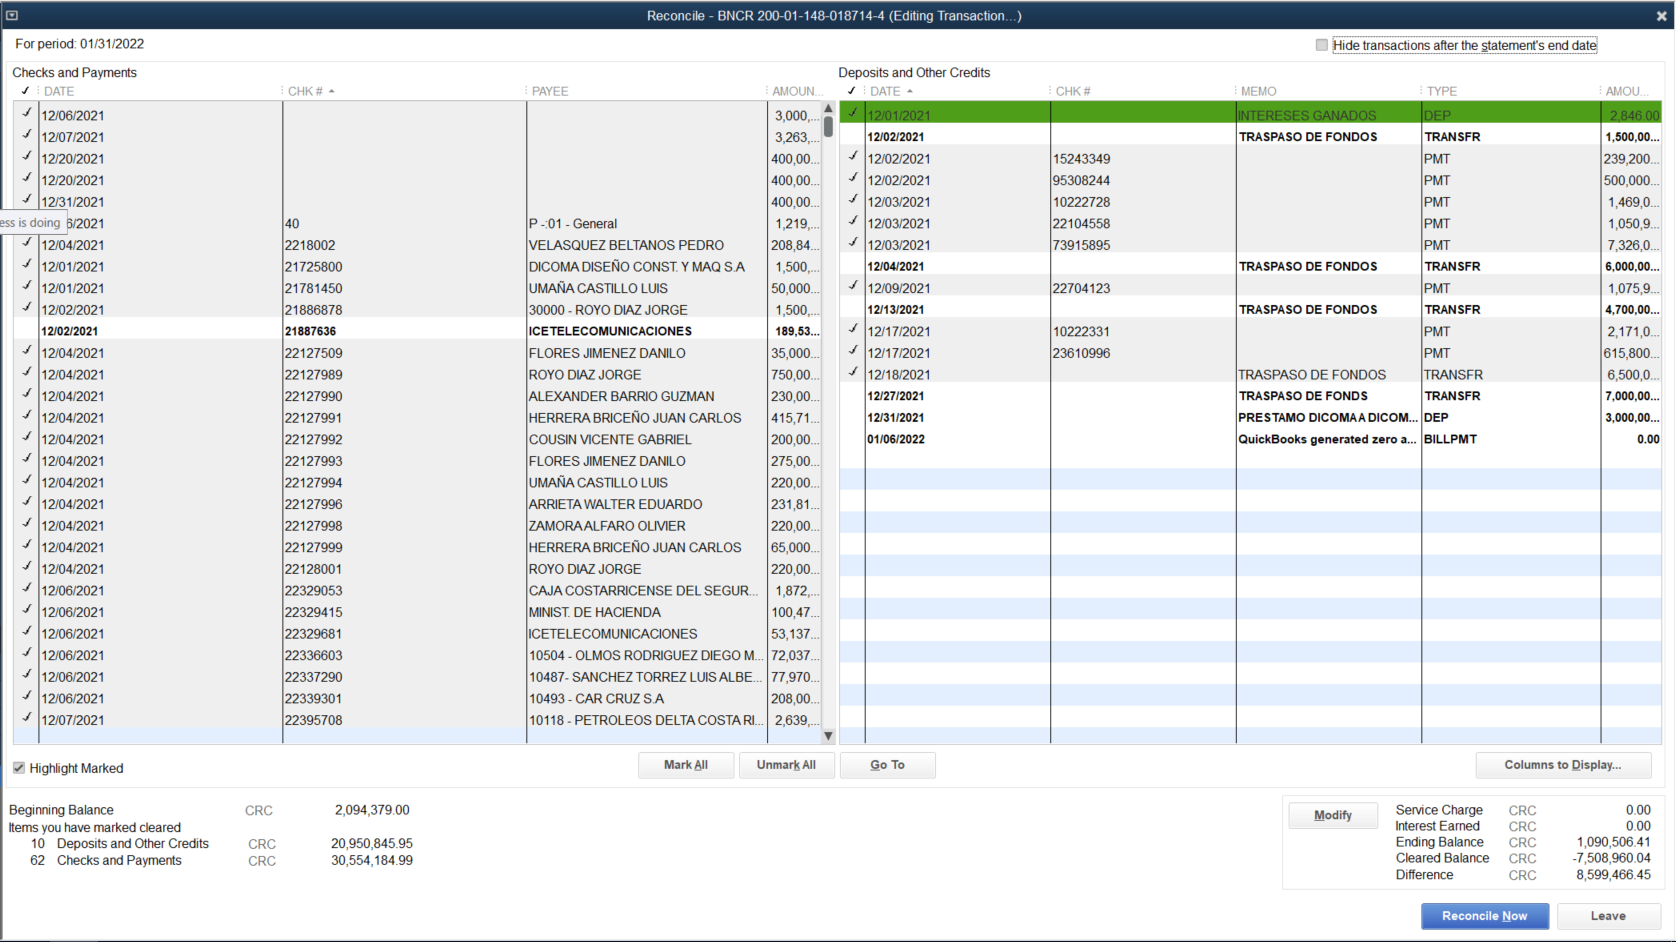 Reconcile - BNCR 200-01-148-018714-4 (Editing Transaction...)
For period: 01/31/2022
Hide transactions after the statement's end date
Checks and Payments
✓ DATE CHK # PAYEE AMOUN...
12/06/2021 3,000,...
12/07/2021 3,263,...
12/20/2021 400,00...
12/20/2021 400,00...
12/31/2021 400,00...
ess is doing 6/2021 40 P -:01 - General 1,219,...
12/04/2021 2218002 VELASQUEZ BELTANOS PEDRO 208,84...
12/01/2021 21725800 DICOMA DISEÑO CONST. Y MAQ S.A 1,500,...
12/01/2021 21781450 UMAÑA CASTILLO LUIS 50,000...
12/02/2021 21886878 30000 - ROYO DIAZ JORGE 1,500,...
12/02/2021 21887636 ICETELECOMUNICACIONES 189,53...
12/04/2021 22127509 FLORES JIMENEZ DANILO 35,000...
12/04/2021 22127989 ROYO DIAZ JORGE 750,00...
12/04/2021 22127990 ALEXANDER BARRIO GUZMAN 230,00...
12/04/2021 22127991 HERRERA BRICEÑO JUAN CARLOS 415,71...
12/04/2021 22127992 COUSIN VICENTE GABRIEL 200,00...
12/04/2021 22127993 FLORES JIMENEZ DANILO 275,00...
12/04/2021 22127994 UMAÑA CASTILLO LUIS 220,00...
12/04/2021 22127996 ARRIETA WALTER EDUARDO 231,81...
12/04/2021 22127998 ZAMORA ALFARO OLIVIER 220,00...
12/04/2021 22127999 HERRERA BRICEÑO JUAN CARLOS 65,000...
12/04/2021 22128001 ROYO DIAZ JORGE 220,00...
12/06/2021 22329053 CAJA COSTARRICENSE DEL SEGUR... 1,872,...
12/06/2021 22329415 MINIST. DE HACIENDA 100,47...
12/06/2021 22329681 ICETELECOMUNICACIONES 53,137...
12/06/2021 22336603 10504 - OLMOS RODRIGUEZ DIEGO M... 72,037...
12/06/2021 22337290 10487- SANCHEZ TORREZ LUIS ALBE... 77,970...
12/06/2021 22339301 10493 - CAR CRUZ S.A 208,00...
12/07/2021 22395708 10118 - PETROLEOS DELTA COSTA RI... 2,639,...
Deposits and Other Credits
✓ DATE CHK # MEMO TYPE AMOU...
12/01/2021 INTERESES GANADOS DEP 2,846.00
12/02/2021 TRASPASO DE FONDOS TRANSFR 1,500,00...
12/02/2021 15243349 PMT 239,200...
12/02/2021 95308244 PMT 500,000...
12/03/2021 10222728 PMT 1,469,0...
12/03/2021 22104558 PMT 1,050,9...
12/03/2021 73915895 PMT 7,326,0...
12/04/2021 TRASPASO DE FONDOS TRANSFR 6,000,00...
12/09/2021 22704123 PMT 1,075,9...
12/13/2021 TRASPASO DE FONDOS TRANSFR 4,700,00...
12/17/2021 10222331 PMT 2,171,0...
12/17/2021 23610996 PMT 615,800...
12/18/2021 TRASPASO DE FONDOS TRANSFR 6,500,0...
12/27/2021 TRASPASO DE FONDS TRANSFR 7,000,00...
12/31/2021 PRESTAMO DICOMA A DICOM... DEP 3,000,00...
01/06/2022 QuickBooks generated zero a... BILLPMT 0.00
Highlight Marked
Mark All Unmark All Go To Columns to Display...
Beginning Balance CRC 2,094,379.00
Items you have marked cleared
10 Deposits and Other Credits CRC 20,950,845.95
62 Checks and Payments CRC 30,554,184.99
Modify
Service Charge CRC 0.00
Interest Earned CRC 0.00
Ending Balance CRC 1,090,506.41
Cleared Balance CRC -7,508,960.04
Difference CRC 8,599,466.45
Reconcile Now Leave